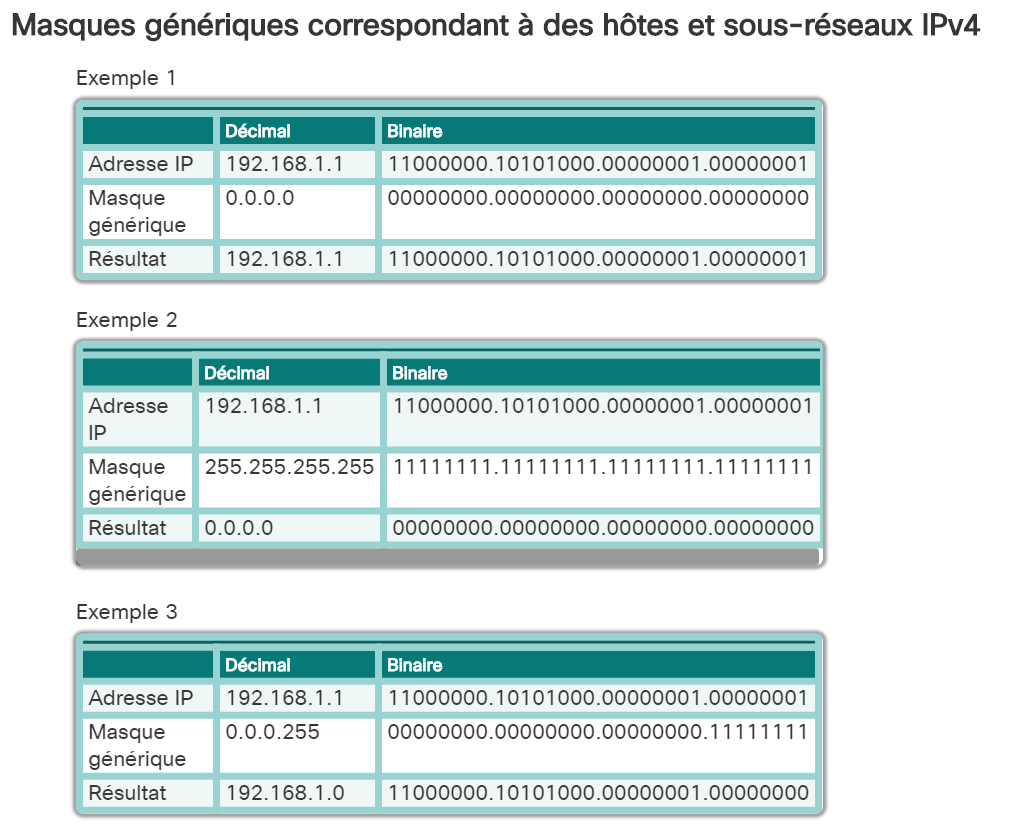 Masques génériques correspondant à des hôtes et sous-réseaux IPv4
Exemple 1
Décimal Binaire
Adresse IP 192.168.1.1 11000000.10101000.00000001.00000001
Masque générique 0.0.0.0 00000000.00000000.00000000.00000000
Résultat 192.168.1.1 11000000.10101000.00000001.00000001
Exemple 2
Décimal Binaire
Adresse IP 192.168.1.1 11000000.10101000.00000001.00000001
Masque générique 255.255.255.255 11111111.11111111.11111111.11111111
Résultat 0.0.0.0 00000000.00000000.00000000.00000000
Exemple 3
Décimal Binaire
Adresse IP 192.168.1.1 11000000.10101000.00000001.00000001
Masque générique 0.0.0.255 00000000.00000000.00000000.11111111
Résultat 192.168.1.0 11000000.10101000.00000001.00000000